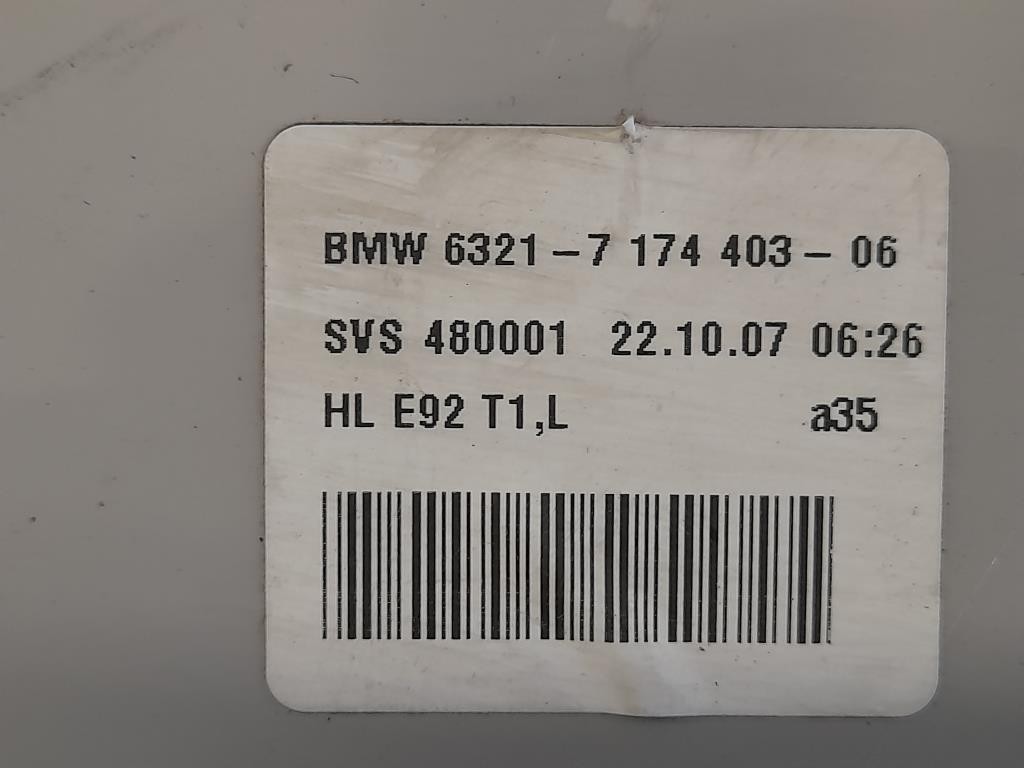 BMW 6321-7 174 403-06
SVS 480001 22.10.07 06:26
HL E92 T1,L a35